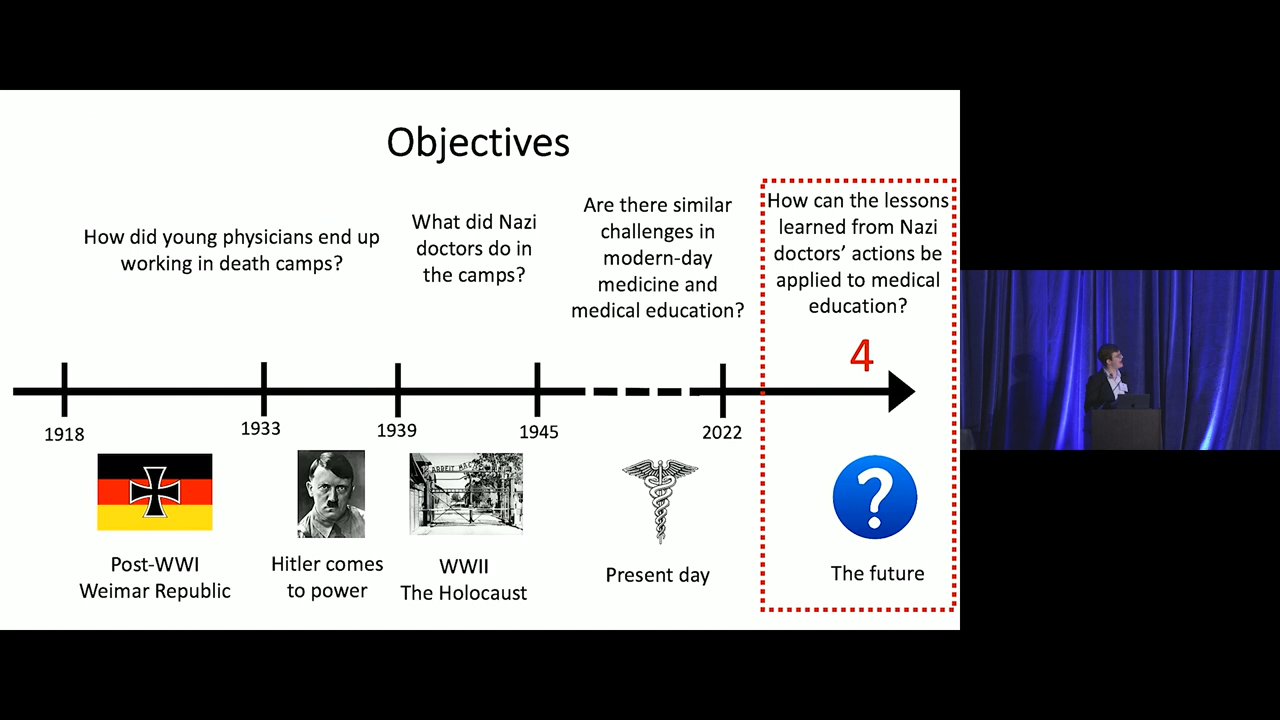 Objectives
How did young physicians end up
working in death camps?
What did Nazi
doctors do in
the camps?
Are there similar
challenges in
modern-day
medicine and
medical education?
How can the lessons
learned from Nazi
doctors’ actions be
applied to medical
education?
4
1918
1933
1939
1945
2022
ARBEIT MACHT
?
Post-WWI
Weimar Republic
Hitler comes
to power
WWII
The Holocaust
Present day
The future